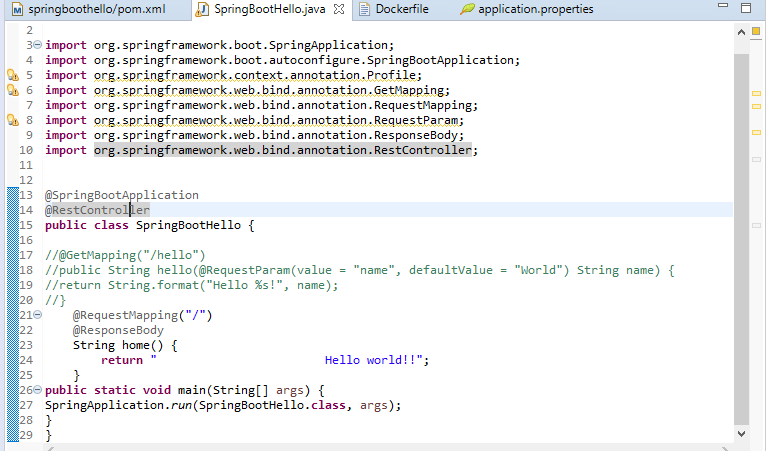 springboothello/pom.xml SpringBootHello.java Dockerfile application.properties
2
3 import org.springframework.boot.SpringApplication;
4 import org.springframework.boot.autoconfigure.SpringBootApplication;
5 import org.springframework.context.annotation.Profile;
6 import org.springframework.web.bind.annotation.GetMapping;
7 import org.springframework.web.bind.annotation.RequestMapping;
8 import org.springframework.web.bind.annotation.RequestParam;
9 import org.springframework.web.bind.annotation.ResponseBody;
10 import org.springframework.web.bind.annotation.RestController;
11
12
13 @SpringBootApplication
14 @RestController
15 public class SpringBootHello {
16
17 //@GetMapping("/hello")
18 //public String hello(@RequestParam(value = "name", defaultValue = "World") String name) {
19 //return String.format("Hello %s!", name);
20 //}
21     @RequestMapping("/")
22     @ResponseBody
23     String home() {
24         return "                        Hello world!!";
25     }
26 public static void main(String[] args) {
27 SpringApplication.run(SpringBootHello.class, args);
28 }
29 }